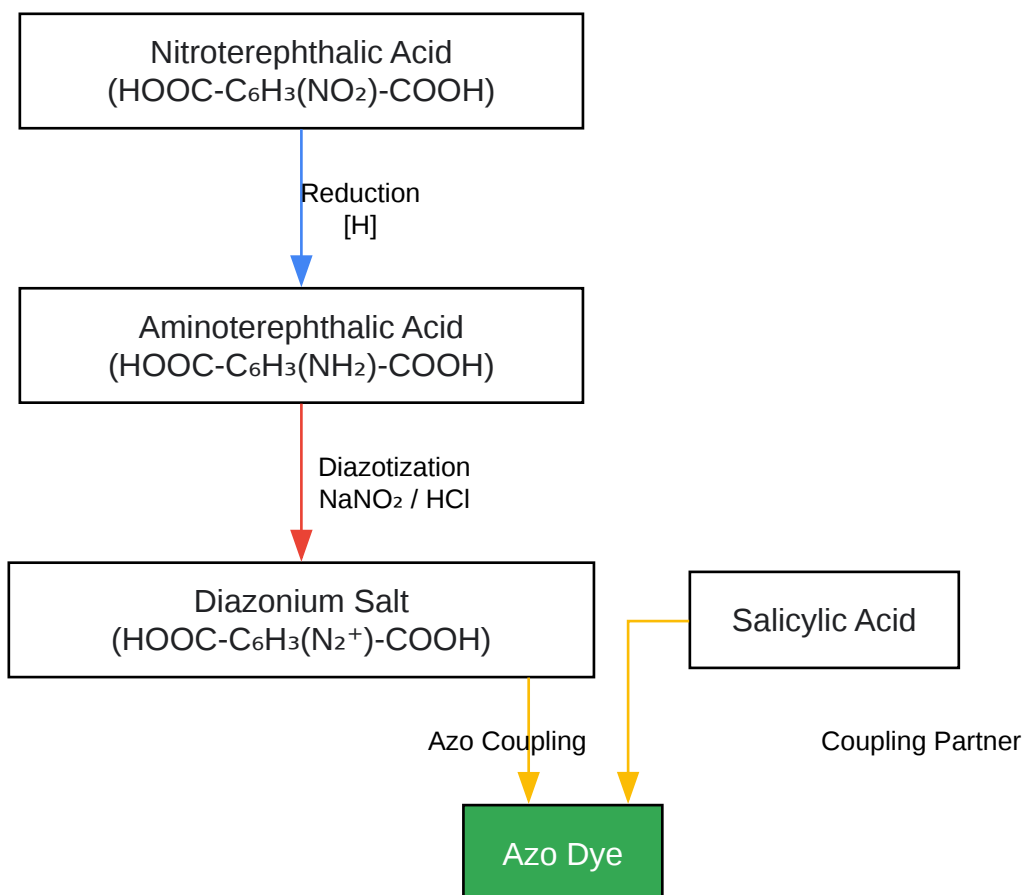 Nitroterephthalic Acid
(HOOC-C₆H₃(NO₂)-COOH)
Reduction
[H]
Aminoterephthalic Acid
(HOOC-C₆H₃(NH₂)-COOH)
Diazotization
NaNO₂ / HCl
Diazonium Salt
(HOOC-C₆H₃(N₂⁺)-COOH)
Salicylic Acid
Azo Coupling
Coupling Partner
Azo Dye